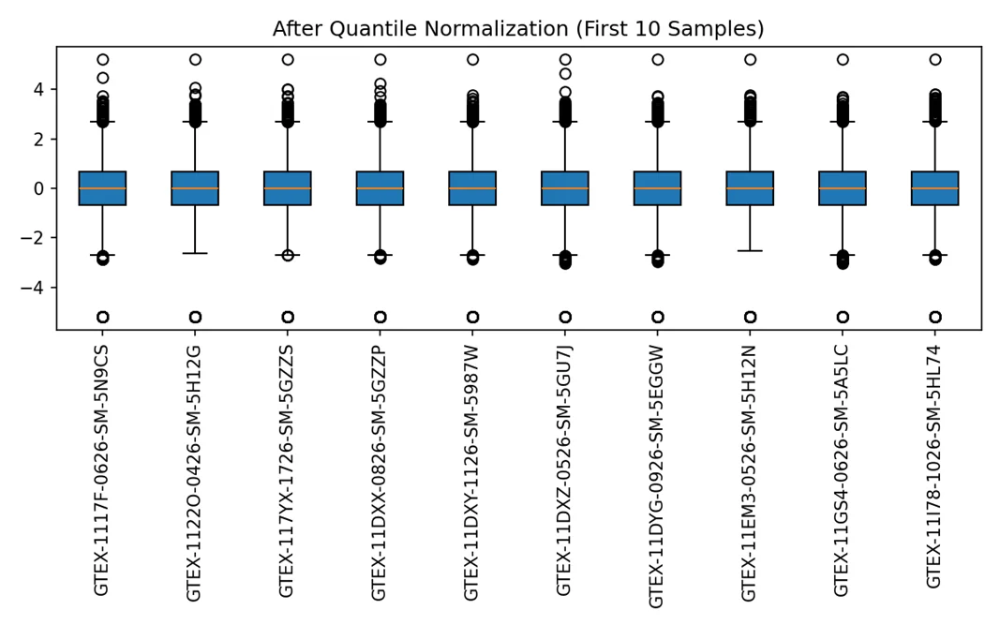 After Quantile Normalization (First 10 Samples)
4
2
0
−2
−4
GTEX-1117F-0626-SM-5N9CS
GTEX-1122O-0426-SM-5H12G
GTEX-117YX-1726-SM-5GZZS
GTEX-11DXX-0826-SM-5GZZP
GTEX-11DXY-1126-SM-5987W
GTEX-11DXZ-0526-SM-5GU7J
GTEX-11DYG-0926-SM-5EGGW
GTEX-11EM3-0526-SM-5H12N
GTEX-11GS4-0626-SM-5A5LC
GTEX-11I78-1026-SM-5HL74